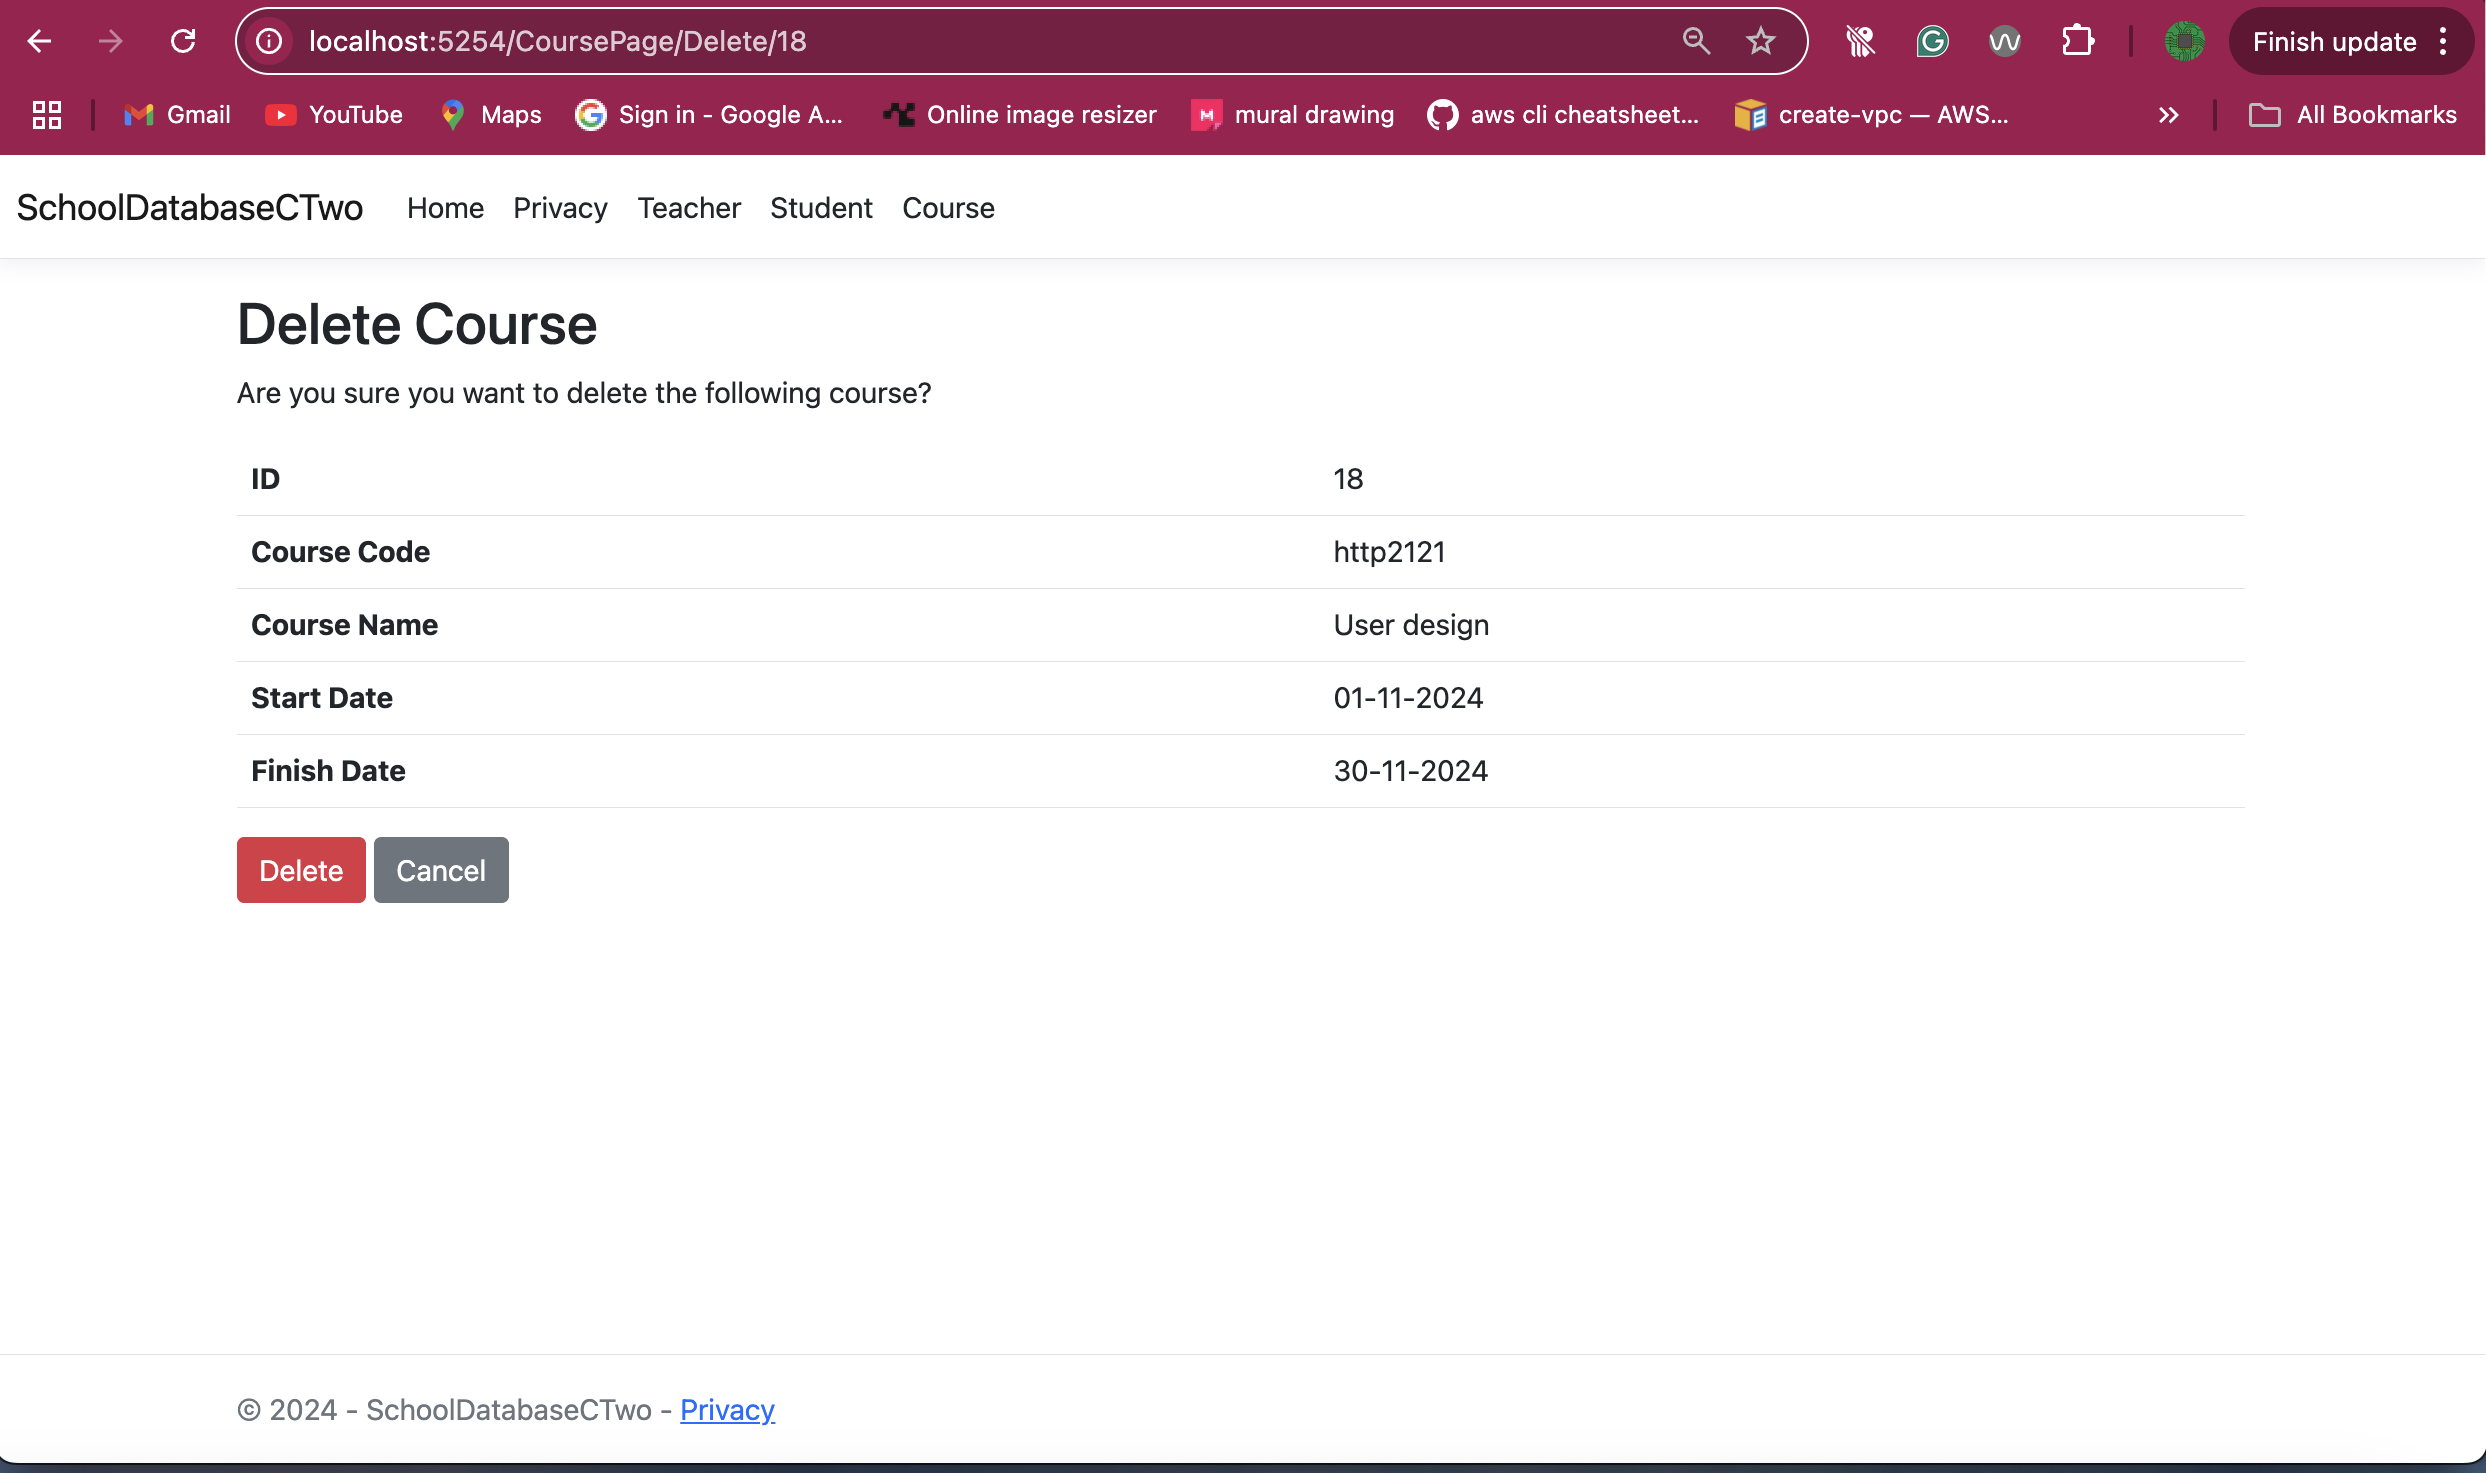 localhost:5254/CoursePage/Delete/18 Finish update
Gmail YouTube Maps Sign in - Google A... Online image resizer mural drawing aws cli cheatsheet... create-vpc — AWS... All Bookmarks
SchoolDatabaseCTwo Home Privacy Teacher Student Course
Delete Course
Are you sure you want to delete the following course?
ID 18
Course Code http2121
Course Name User design
Start Date 01-11-2024
Finish Date 30-11-2024
Delete Cancel
© 2024 - SchoolDatabaseCTwo - Privacy